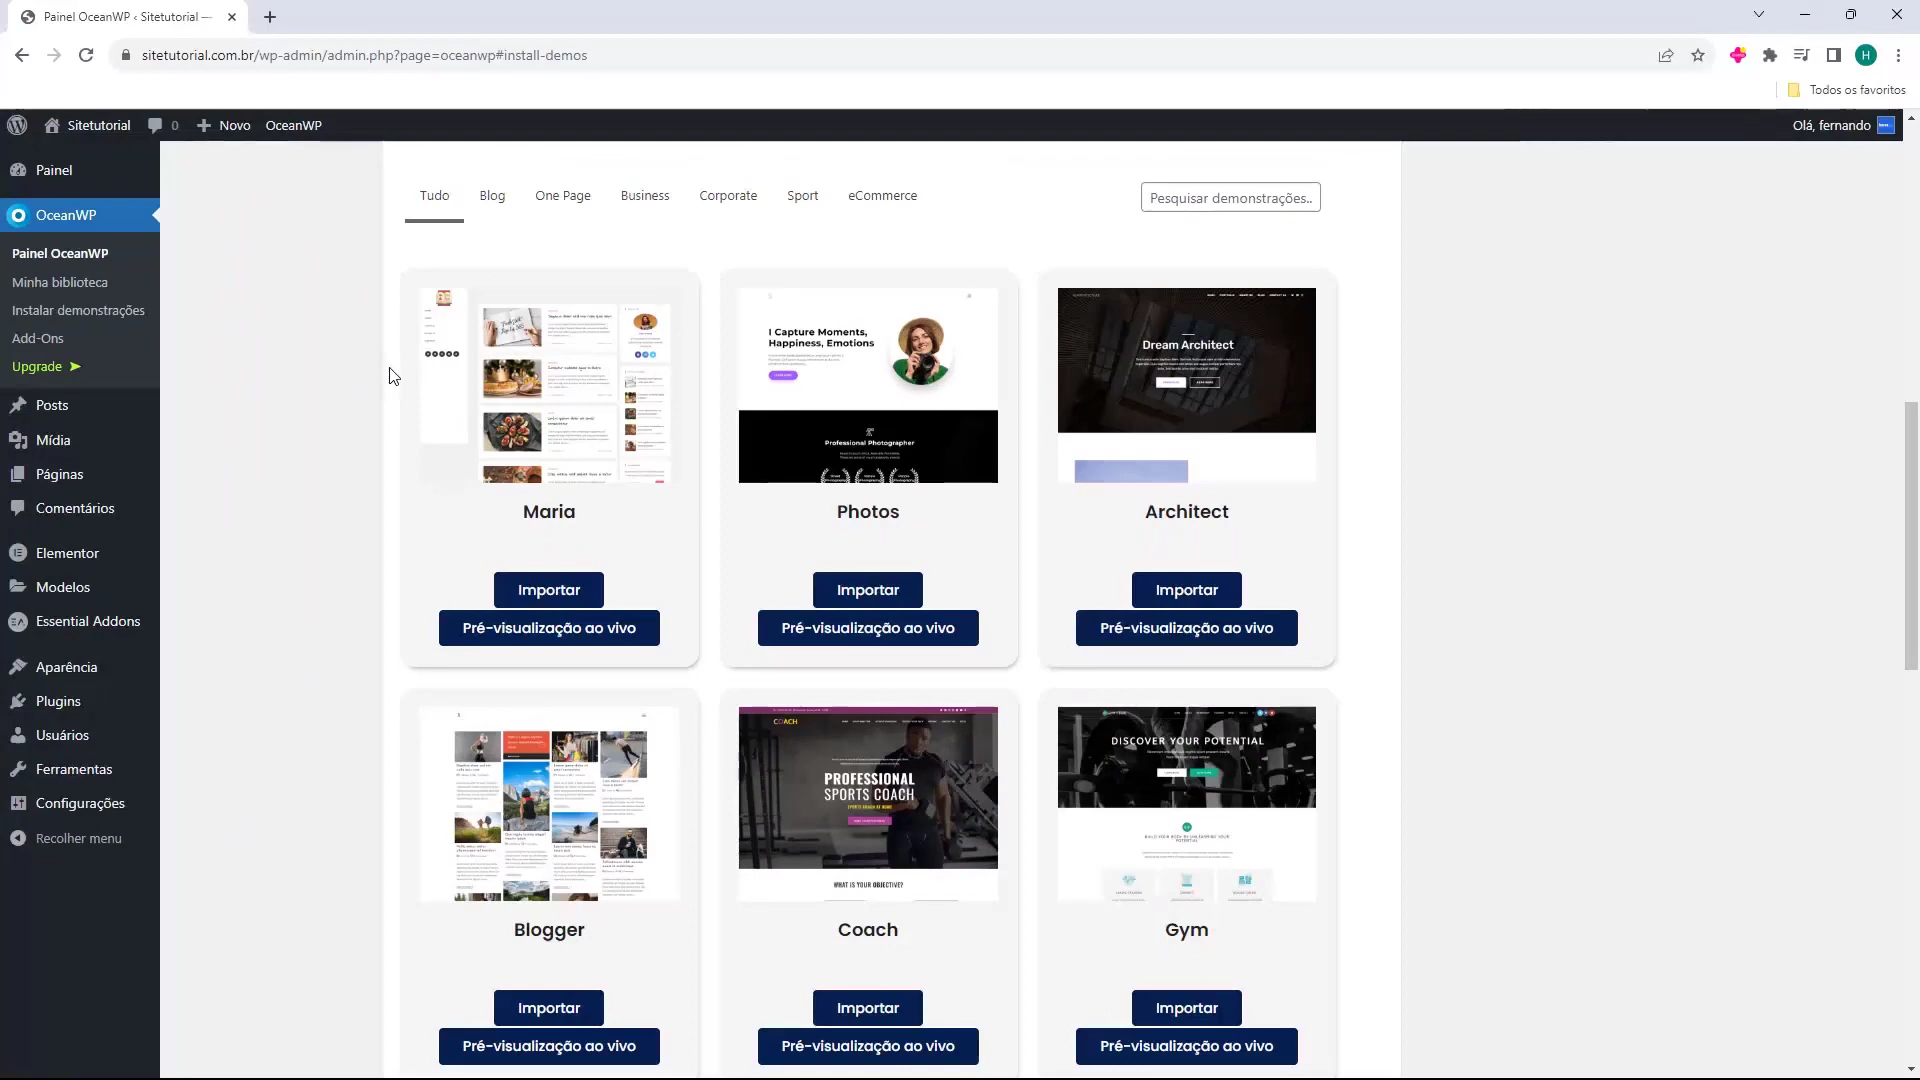 Painel OceanWP ‹ Sitetutorial —
sitetutorial.com.br/wp-admin/admin.php?page=oceanwp#install-demos
H
Todos os favoritos
Sitetutorial
0
Novo
OceanWP
Olá, fernando
Painel
OceanWP
Painel OceanWP
Minha biblioteca
Instalar demonstrações
Add-Ons
Upgrade
Posts
Mídia
Páginas
Comentários
Elementor
Modelos
Essential Addons
Aparência
Plugins
Usuários
Ferramentas
Configurações
Recolher menu
Tudo
Blog
One Page
Business
Corporate
Sport
eCommerce
Pesquisar demonstrações..
Maria
Importar
Pré-visualização ao vivo
I Capture Moments,
Happiness, Emotions
Professional Photographer
Photos
Importar
Pré-visualização ao vivo
Dream Architect
Architect
Importar
Pré-visualização ao vivo
Blogger
Importar
Pré-visualização ao vivo
COACH
PROFESSIONAL
SPORTS COACH
SPORTS COACH AT HOME
WHAT IS YOUR OBJECTIVE?
Coach
Importar
Pré-visualização ao vivo
DISCOVER YOUR POTENTIAL
Gym
Importar
Pré-visualização ao vivo